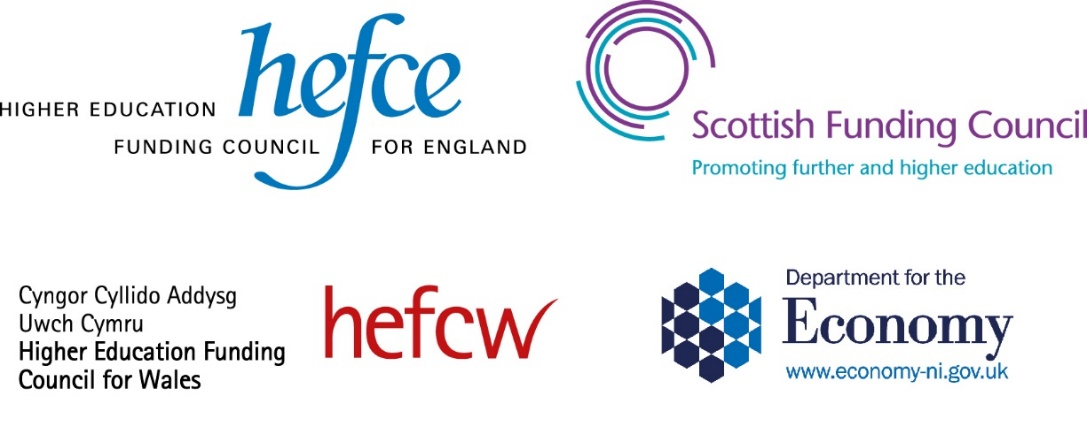 hefce
HIGHER EDUCATION
FUNDING COUNCIL FOR ENGLAND
Scottish Funding Council
Promoting further and higher education
Cyngor Cyllido Addysg
Uwch Cymru
Higher Education Funding
Council for Wales
hefcw
Department for the
Economy
www.economy-ni.gov.uk